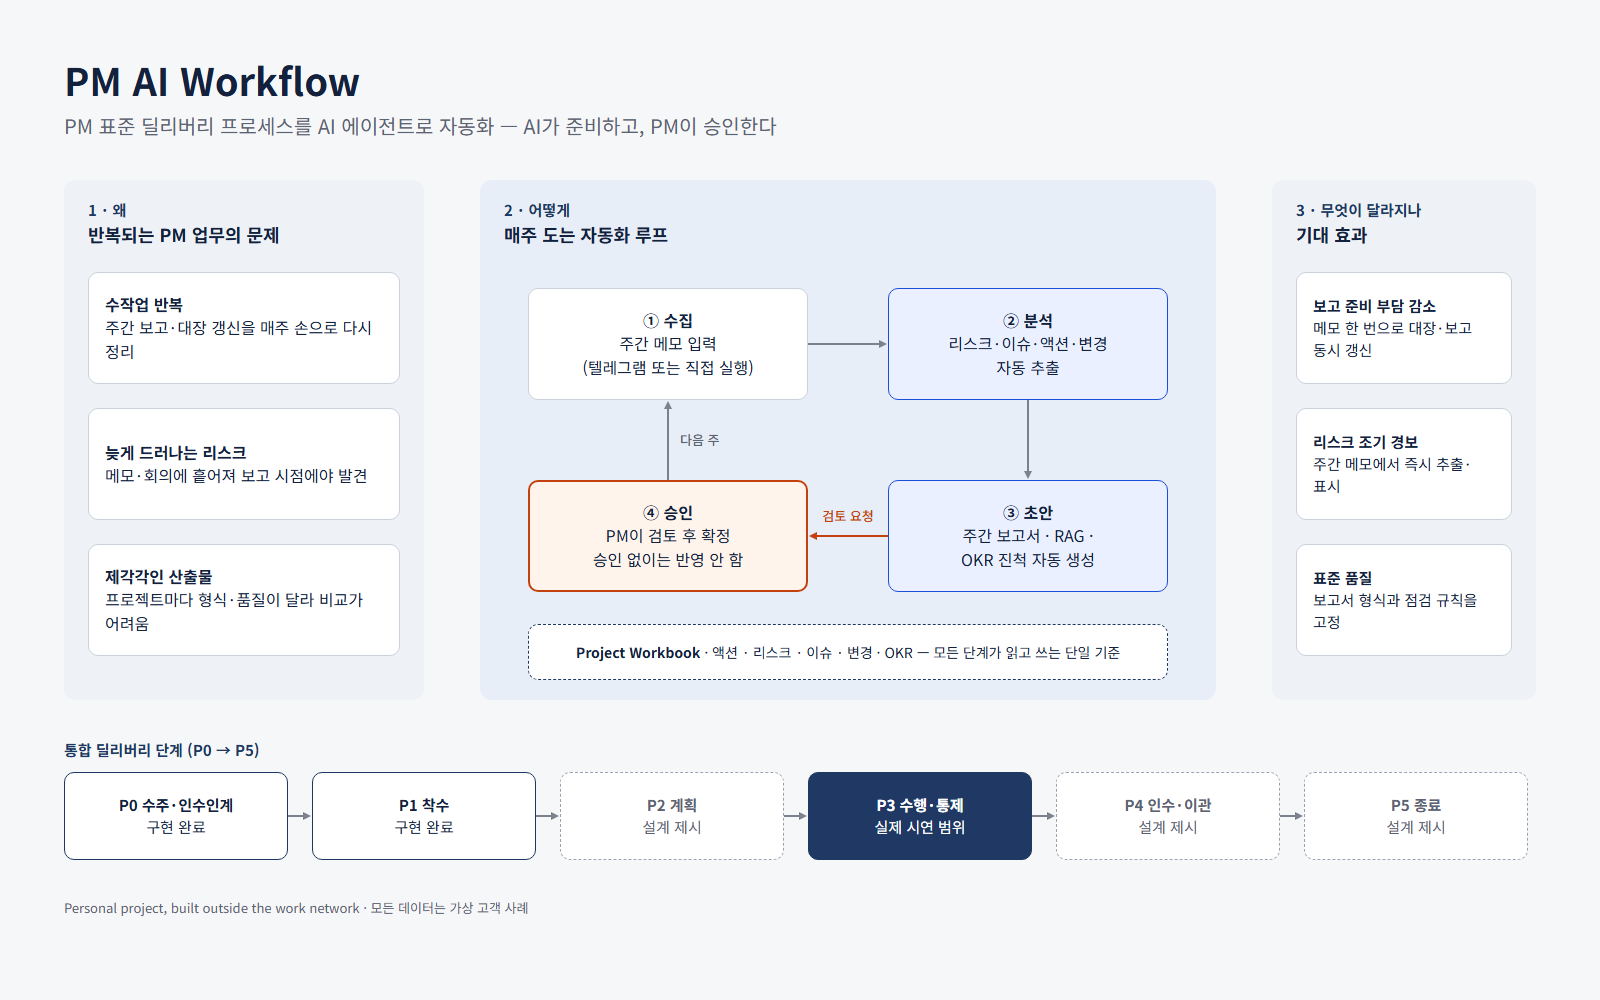 PM AI Workflow
PM 표준 딜리버리 프로세스를 AI 에이전트로 자동화 — AI가 준비하고, PM이 승인한다
1 · 왜
반복되는 PM 업무의 문제
수작업 반복
주간 보고·대장 갱신을 매주 손으로 다시
정리
늦게 드러나는 리스크
메모·회의에 흩어져 보고 시점에야 발견
제각각인 산출물
프로젝트마다 형식·품질이 달라 비교가
어려움
2 · 어떻게
매주 도는 자동화 루프
① 수집
주간 메모 입력
(텔레그램 또는 직접 실행)
② 분석
리스크·이슈·액션·변경
자동 추출
다음 주
④ 승인
PM이 검토 후 확정
승인 없이는 반영 안 함
검토 요청
③ 초안
주간 보고서 · RAG ·
OKR 진척 자동 생성
Project Workbook · 액션 · 리스크 · 이슈 · 변경 · OKR — 모든 단계가 읽고 쓰는 단일 기준
3 · 무엇이 달라지나
기대 효과
보고 준비 부담 감소
메모 한 번으로 대장·보고
동시 갱신
리스크 조기 경보
주간 메모에서 즉시 추출·
표시
표준 품질
보고서 형식과 점검 규칙을
고정
통합 딜리버리 단계 (P0 → P5)
P0 수주·인수인계
구현 완료
P1 착수
구현 완료
P2 계획
설계 제시
P3 수행·통제
실제 시연 범위
P4 인수·이관
설계 제시
P5 종료
설계 제시
Personal project, built outside the work network · 모든 데이터는 가상 고객 사례